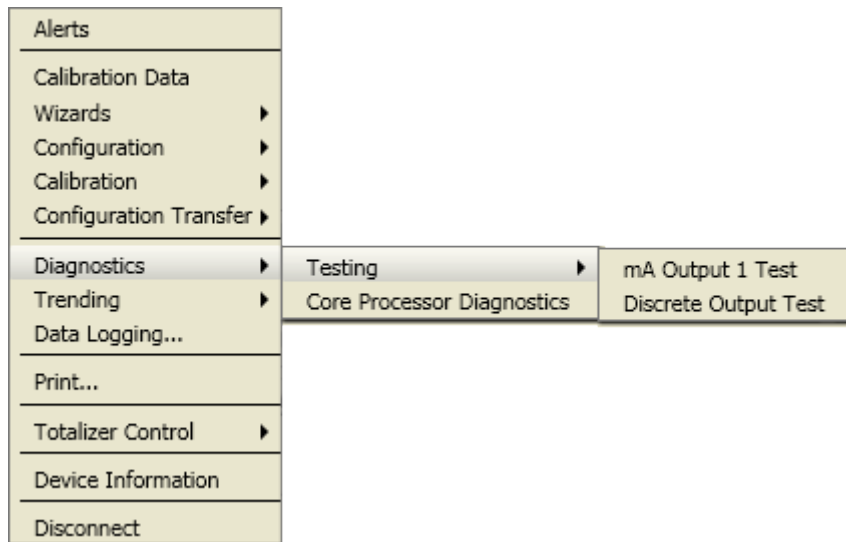 Alerts
Calibration Data
Wizards
Configuration
Calibration
Configuration Transfer
Diagnostics
Trending
Data Logging...
Print...
Totalizer Control
Device Information
Disconnect
Testing
Core Processor Diagnostics
mA Output 1 Test
Discrete Output Test